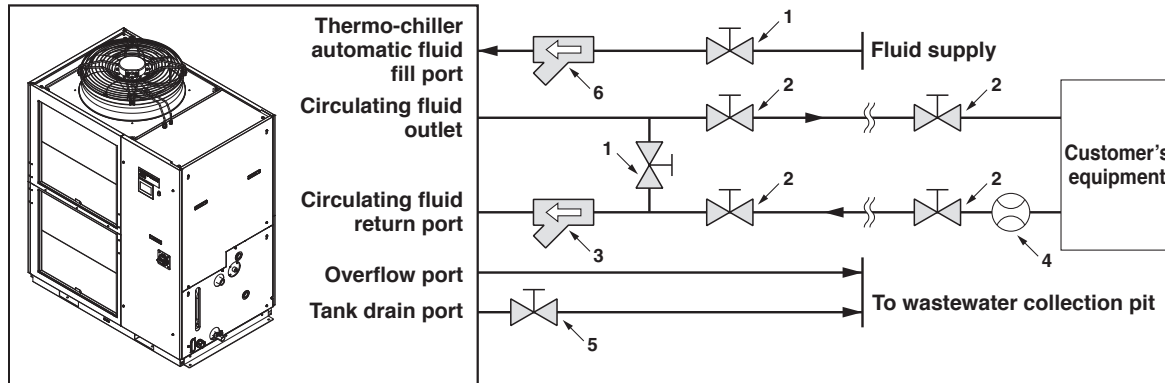 Thermo-chiller
automatic fluid
fill port
1
Fluid supply
6
Circulating fluid
outlet
2
2
1
Customer's
equipment
Circulating fluid
return port
2
2
3
4
Overflow port
To wastewater collection pit
Tank drain port
5